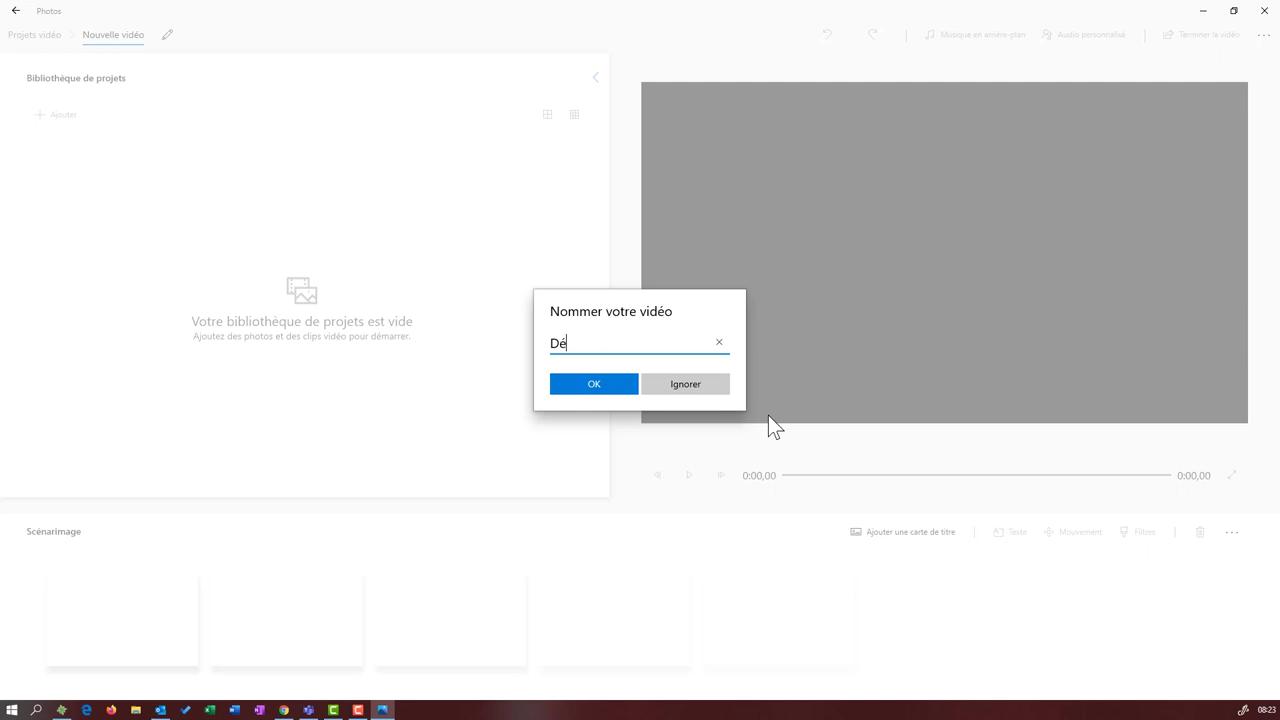 Photos
Projets vidéo
Nouvelle vidéo
Musique en arrière-plan
Audio personnalisé
Terminer la vidéo
Bibliothèque de projets
Ajouter
Votre bibliothèque de projets est vide
Ajoutez des photos et des clips vidéo pour démarrer.
Nommer votre vidéo
Dé
OK
Ignorer
0:00,00
0:00,00
Scénarimage
Ajouter une carte de titre
Texte
Mouvement
Filtres
08:23